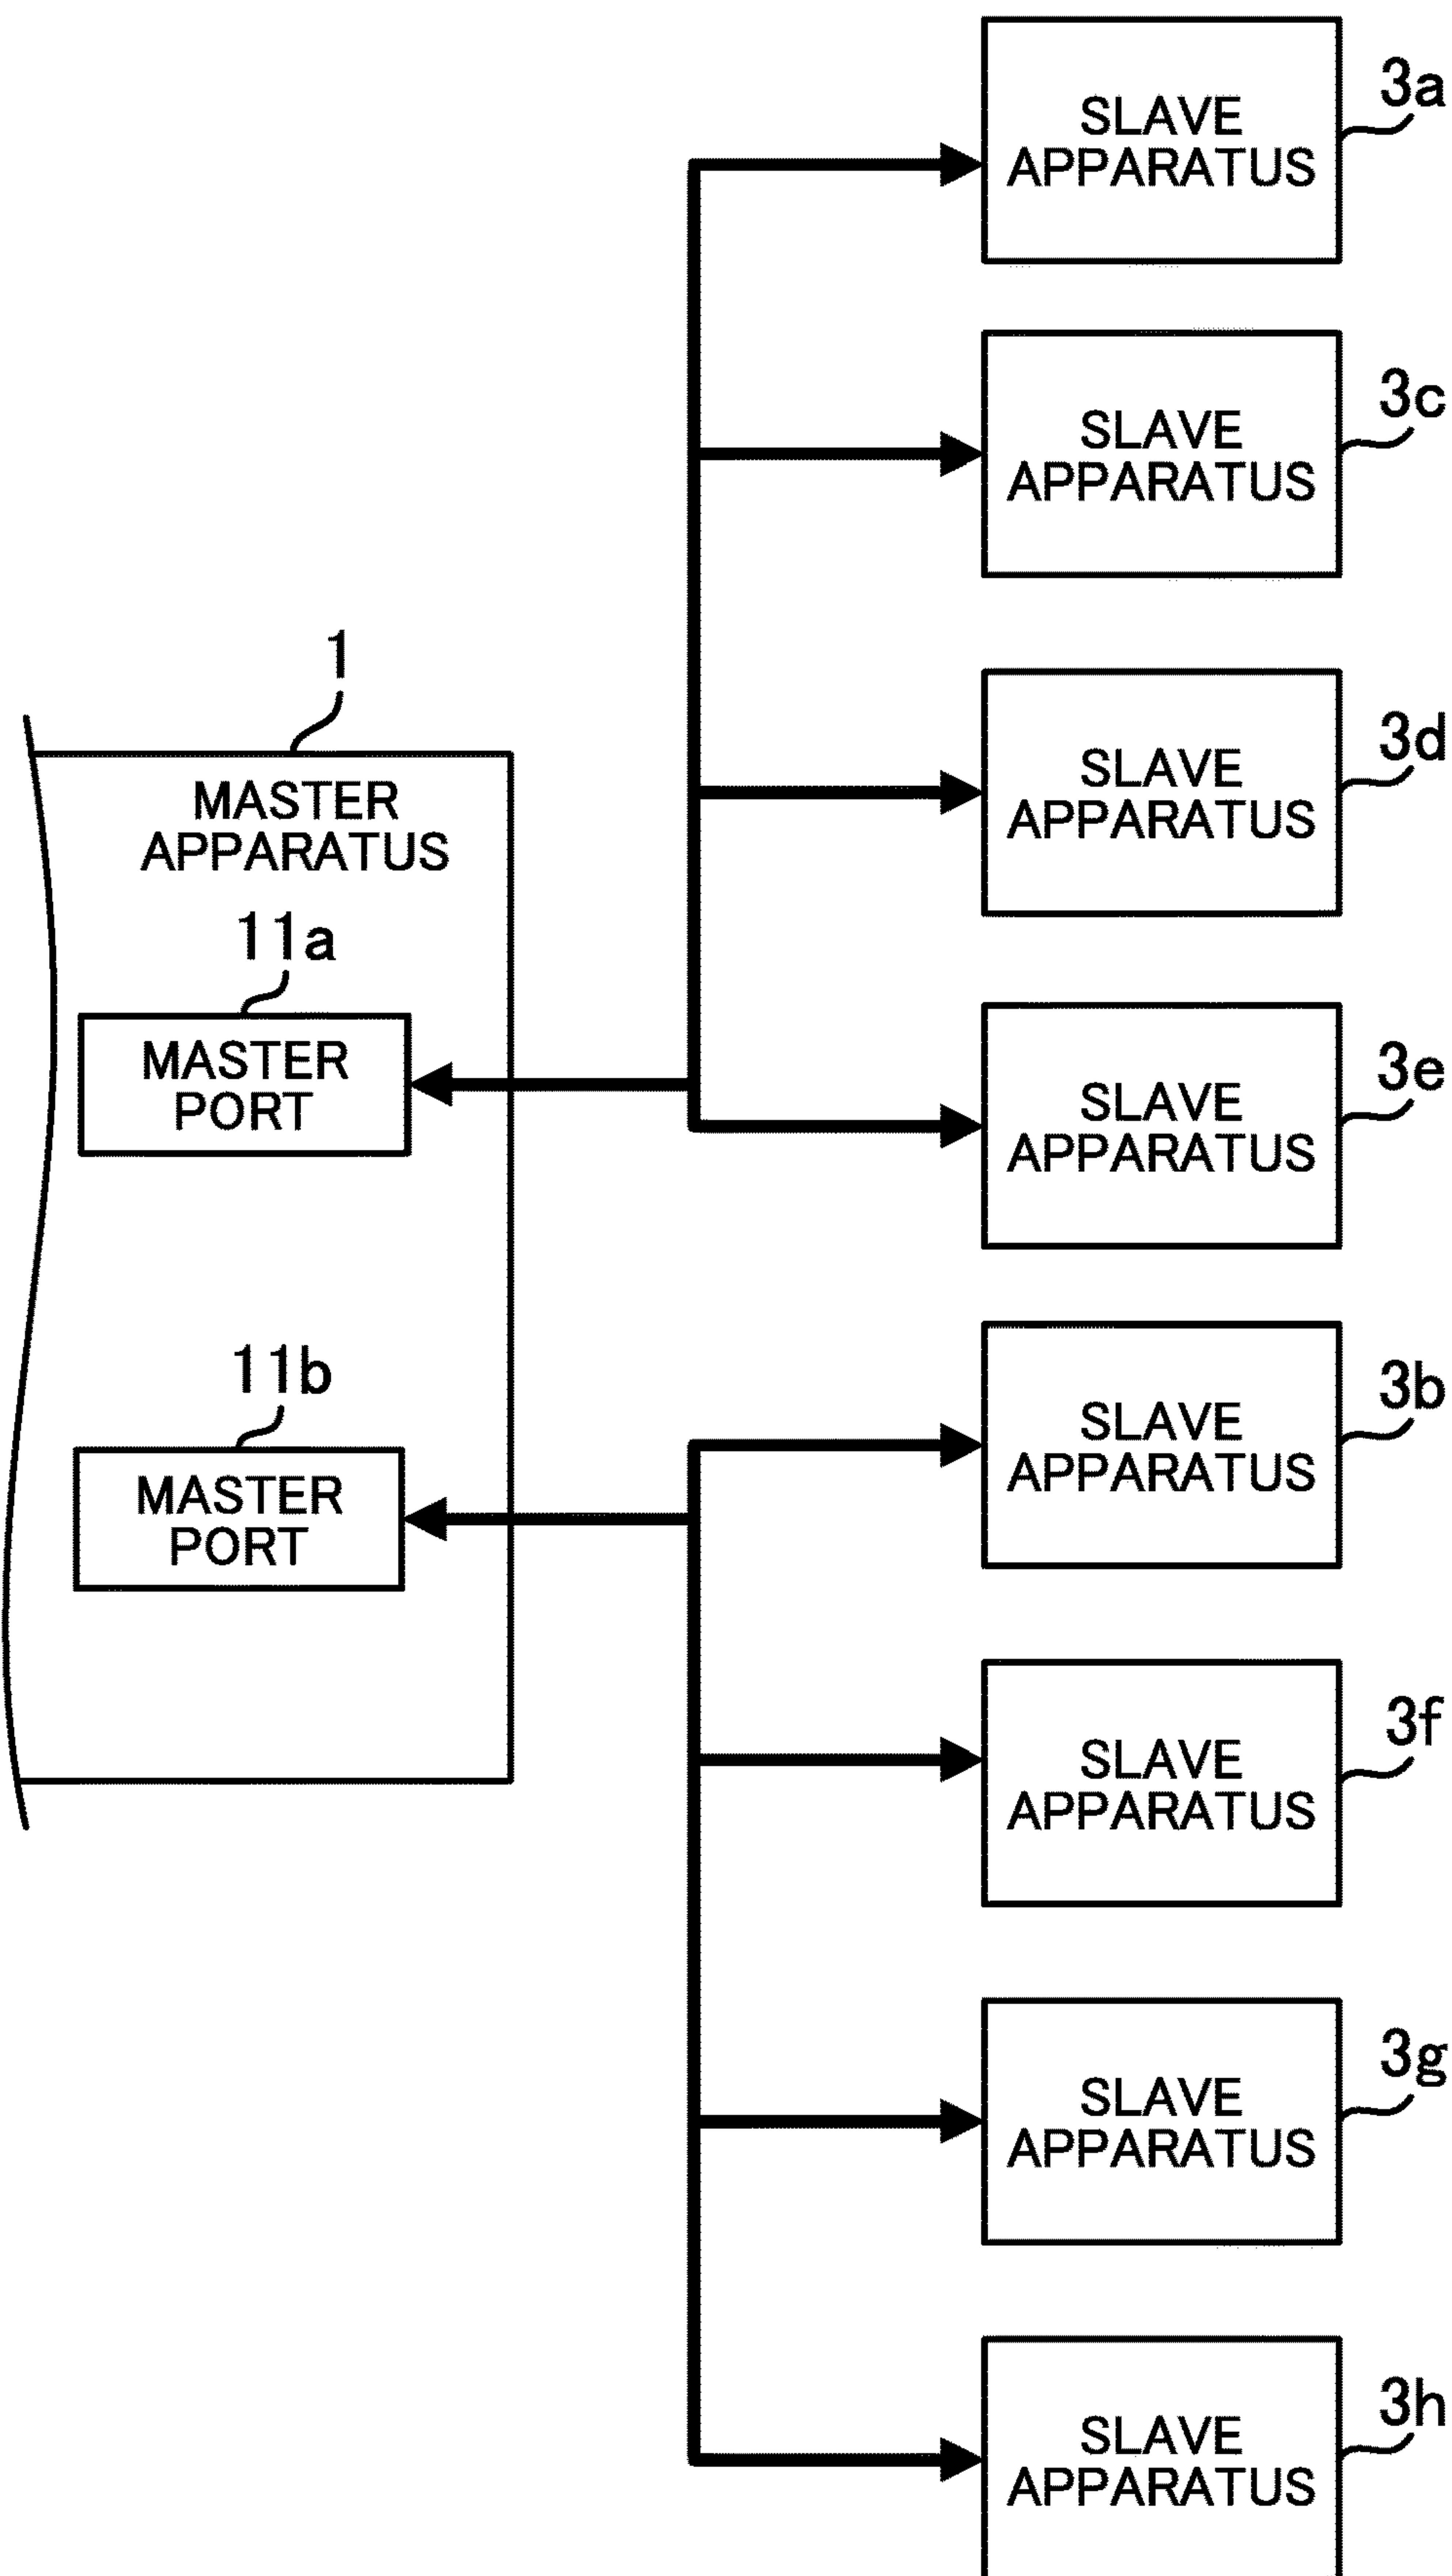 3a
SLAVE
APPARATUS
3c
SLAVE
APPARATUS
3d
SLAVE
APPARATUS
3e
SLAVE
APPARATUS
1
MASTER
APPARATUS
11a
MASTER
PORT
11b
MASTER
PORT
3b
SLAVE
APPARATUS
3f
SLAVE
APPARATUS
3g
SLAVE
APPARATUS
3h
SLAVE
APPARATUS